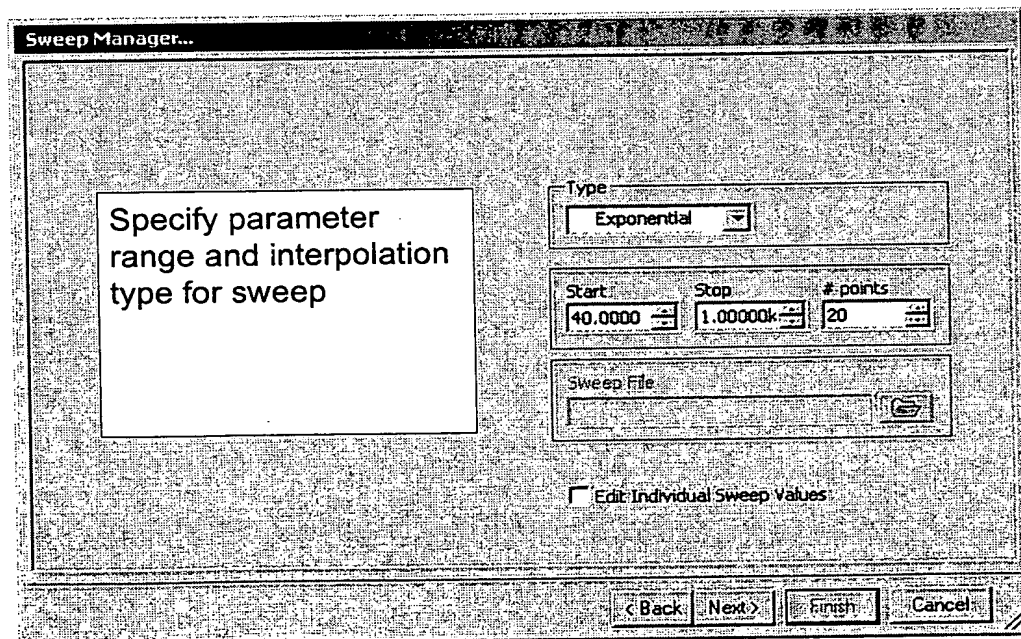 Sweep Manager...
Specify parameter
range and interpolation
type for sweep
Type
Exponential
Start Stop # points
40.0000 1.00000k 20
Sweep File
Edit Individual Sweep Values
< Back Next > Finish Cancel